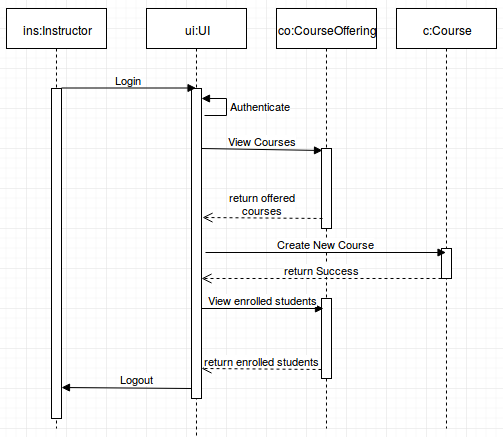 ins:Instructor
ui:UI
co:CourseOffering
c:Course
Login
Authenticate
View Courses
return offered
courses
Create New Course
return Success
View enrolled students
return enrolled students
Logout